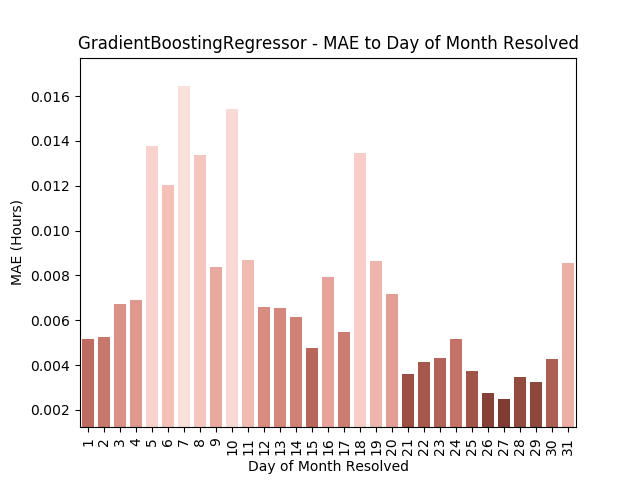 GradientBoostingRegressor - MAE to Day of Month Resolved
0.016
0.014
0.012
0.010
0.008
0.006
0.004
0.002
MAE (Hours)
1 2 3 4 5 6 7 8 9 10 11 12 13 14 15 16 17 18 19 20 21 22 23 24 25 26 27 28 29 30 31
Day of Month Resolved